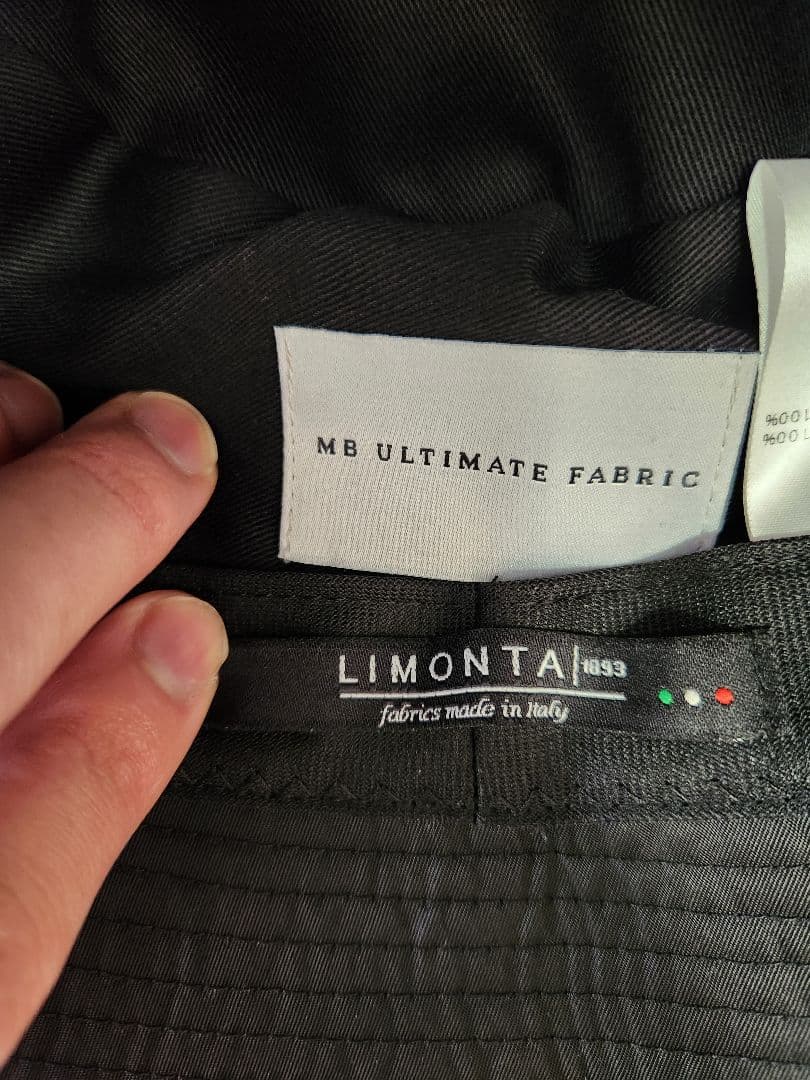 MB ULTIMATE FABRIC
LIMONTA|1893
fabrics made in Italy